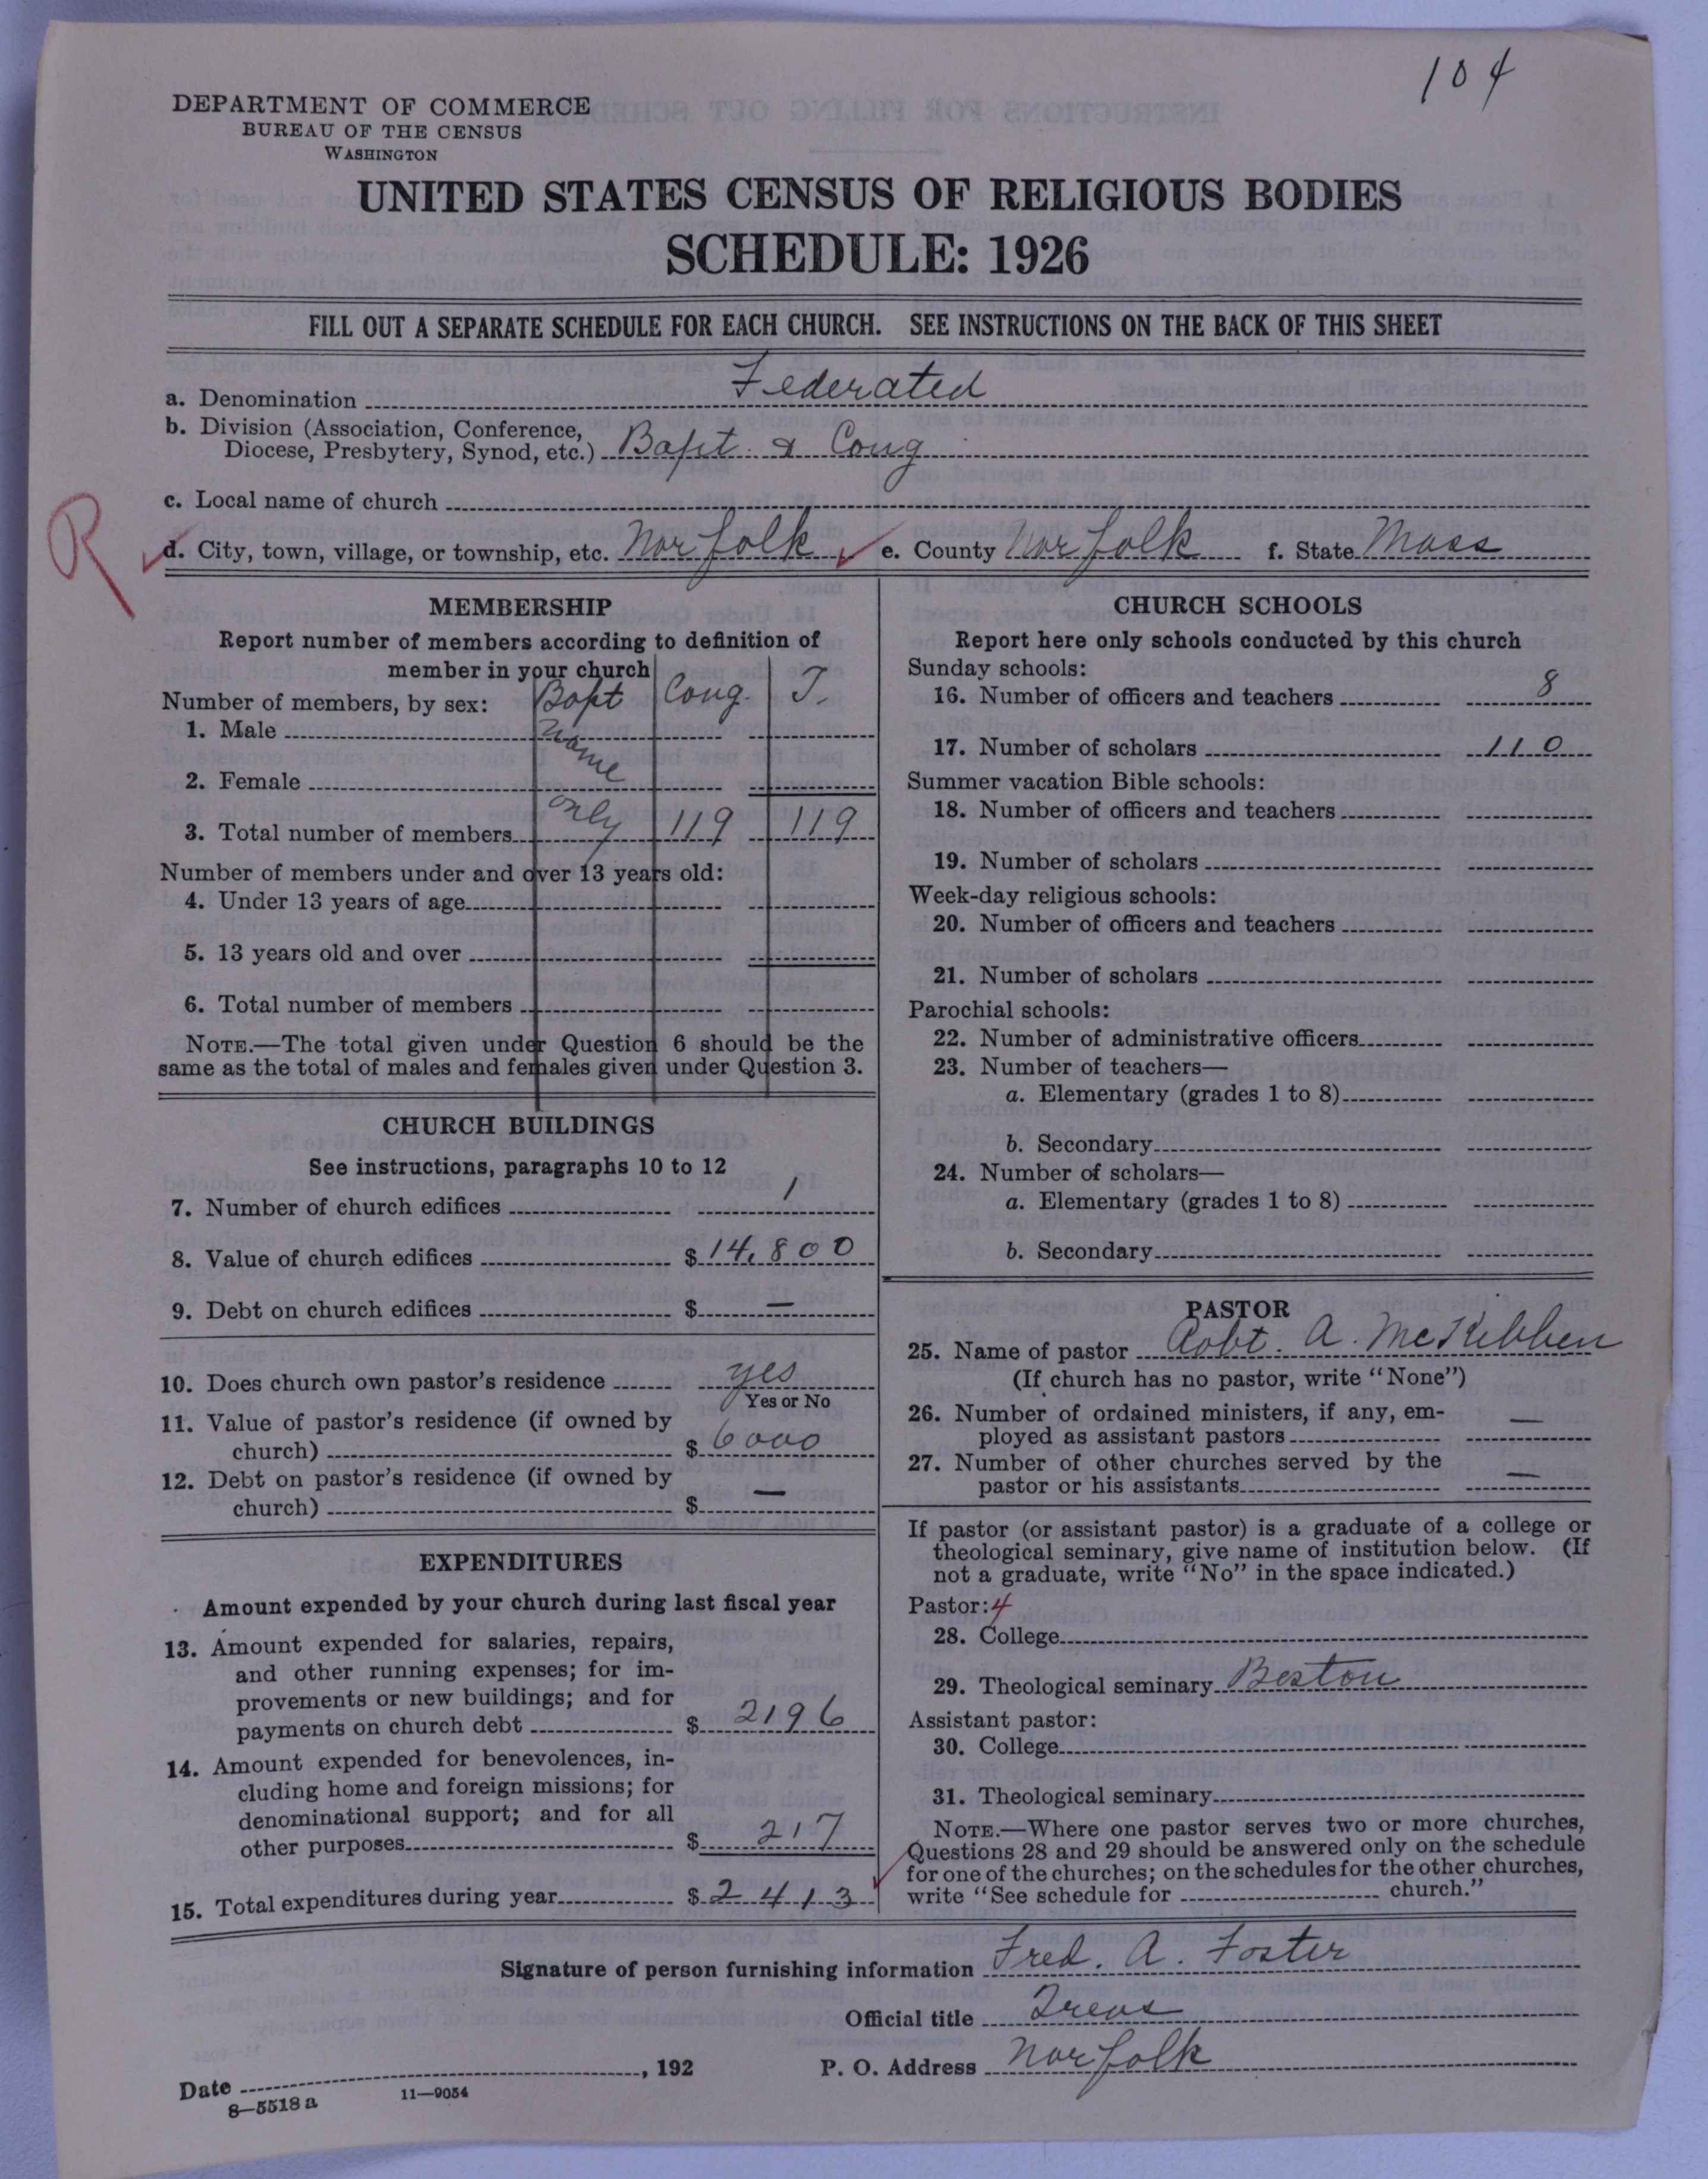 104
DEPARTMENT OF COMMERCE
BUREAU OF THE CENSUS
WASHINGTON
UNITED STATES CENSUS OF RELIGIOUS BODIES
SCHEDULE: 1926
FILL OUT A SEPARATE SCHEDULE FOR EACH CHURCH. SEE INSTRUCTIONS ON THE BACK OF THIS SHEET
a. Denomination Federated
b. Division (Association, Conference,
Diocese, Presbytery, Synod, etc.) Bapt. & Cong
c. Local name of church
R
d. City, town, village, or township, etc. Norfolk e. County Norfolk f. State Mass
MEMBERSHIP
Report number of members according to definition of
member in your church
Number of members, by sex: Bapt Cong. T.
1. Male Name
2. Female
3. Total number of members only 119 119
Number of members under and over 13 years old:
4. Under 13 years of age
5. 13 years old and over
6. Total number of members
NOTE.—The total given under Question 6 should be the
same as the total of males and females given under Question 3.
CHURCH BUILDINGS
See instructions, paragraphs 10 to 12
7. Number of church edifices 1
8. Value of church edifices $ 14,800
9. Debt on church edifices $ —
10. Does church own pastor's residence yes
Yes or No
11. Value of pastor's residence (if owned by
church) $ 6000
12. Debt on pastor's residence (if owned by
church) $ —
EXPENDITURES
Amount expended by your church during last fiscal year
13. Amount expended for salaries, repairs,
and other running expenses; for im-
provements or new buildings; and for
payments on church debt $ 2196
14. Amount expended for benevolences, in-
cluding home and foreign missions; for
denominational support; and for all
other purposes $ 217
15. Total expenditures during year $ 2413
CHURCH SCHOOLS
Report here only schools conducted by this church
Sunday schools:
16. Number of officers and teachers 8
17. Number of scholars 110
Summer vacation Bible schools:
18. Number of officers and teachers
19. Number of scholars
Week-day religious schools:
20. Number of officers and teachers
21. Number of scholars
Parochial schools:
22. Number of administrative officers
23. Number of teachers—
a. Elementary (grades 1 to 8)
b. Secondary
24. Number of scholars—
a. Elementary (grades 1 to 8)
b. Secondary
PASTOR
25. Name of pastor Robt. A. McKibben
(If church has no pastor, write "None")
26. Number of ordained ministers, if any, em-
ployed as assistant pastors —
27. Number of other churches served by the
pastor or his assistants —
If pastor (or assistant pastor) is a graduate of a college or
theological seminary, give name of institution below. (If
not a graduate, write "No" in the space indicated.)
Pastor: 4
28. College
29. Theological seminary Boston
Assistant pastor:
30. College
31. Theological seminary
NOTE.—Where one pastor serves two or more churches,
Questions 28 and 29 should be answered only on the schedule
for one of the churches; on the schedules for the other churches,
write "See schedule for church."
Signature of person furnishing information Fred. A. Foster
Official title Treas
Date , 192 P. O. Address Norfolk
8—5518 a 11—9054